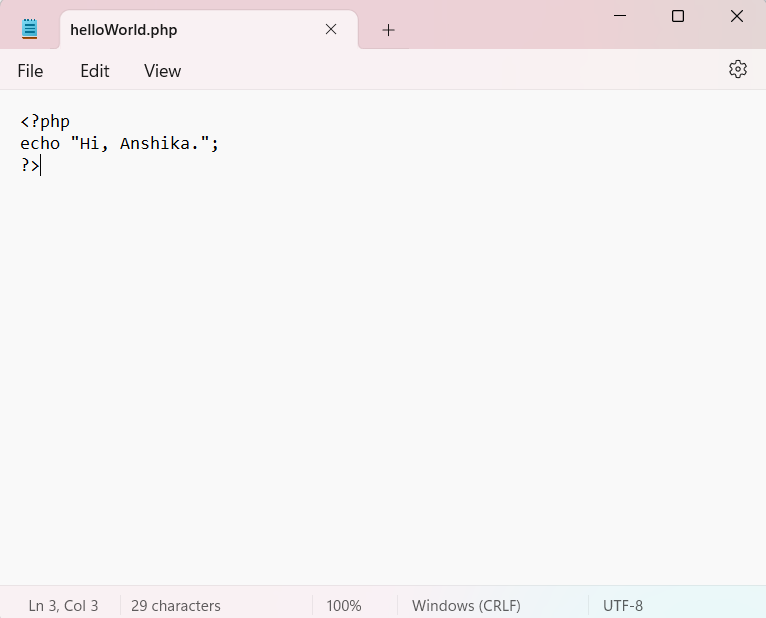 helloWorld.php
File Edit View
<?php
echo "Hi, Anshika.";
?>
Ln 3, Col 3 29 characters 100% Windows (CRLF) UTF-8